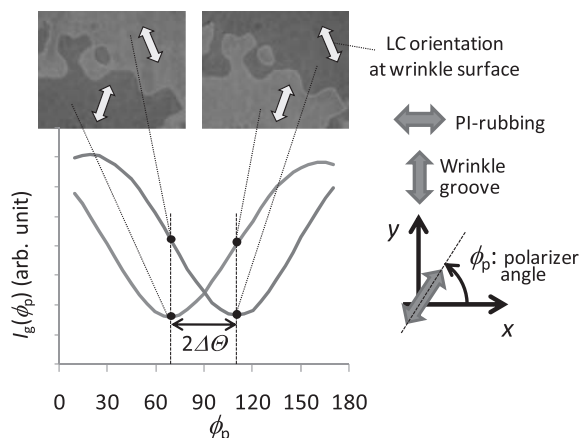 LC orientation
at wrinkle surface
PI-rubbing
Wrinkle
groove
y
ϕp: polarizer
angle
x
Ig(ϕp) (arb. unit)
2ΔΘ
0 30 60 90 120 150 180
ϕp